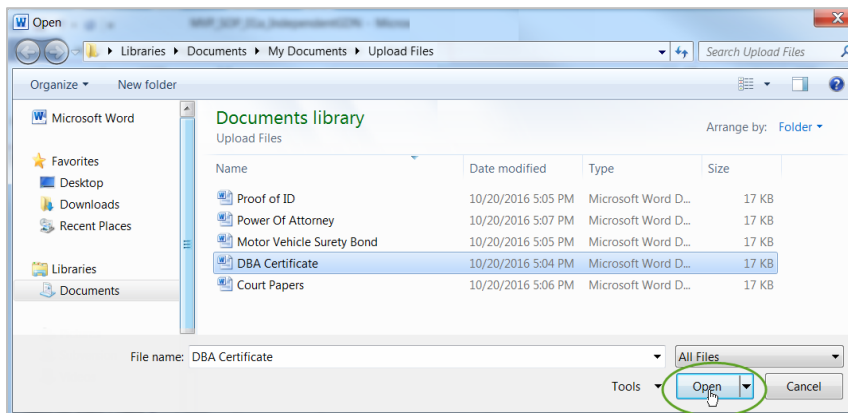 W Open
Libraries Documents My Documents Upload Files
Search Upload Files
Organize New folder
Microsoft Word
Documents library
Upload Files
Arrange by: Folder
Favorites
Desktop
Downloads
Recent Places
Libraries
Documents
Name Date modified Type Size
Proof of ID 10/20/2016 5:05 PM Microsoft Word D... 17 KB
Power Of Attorney 10/20/2016 5:07 PM Microsoft Word D... 17 KB
Motor Vehicle Surety Bond 10/20/2016 5:05 PM Microsoft Word D... 17 KB
DBA Certificate 10/20/2016 5:04 PM Microsoft Word D... 17 KB
Court Papers 10/20/2016 5:06 PM Microsoft Word D... 17 KB
File name: DBA Certificate All Files
Tools Open Cancel